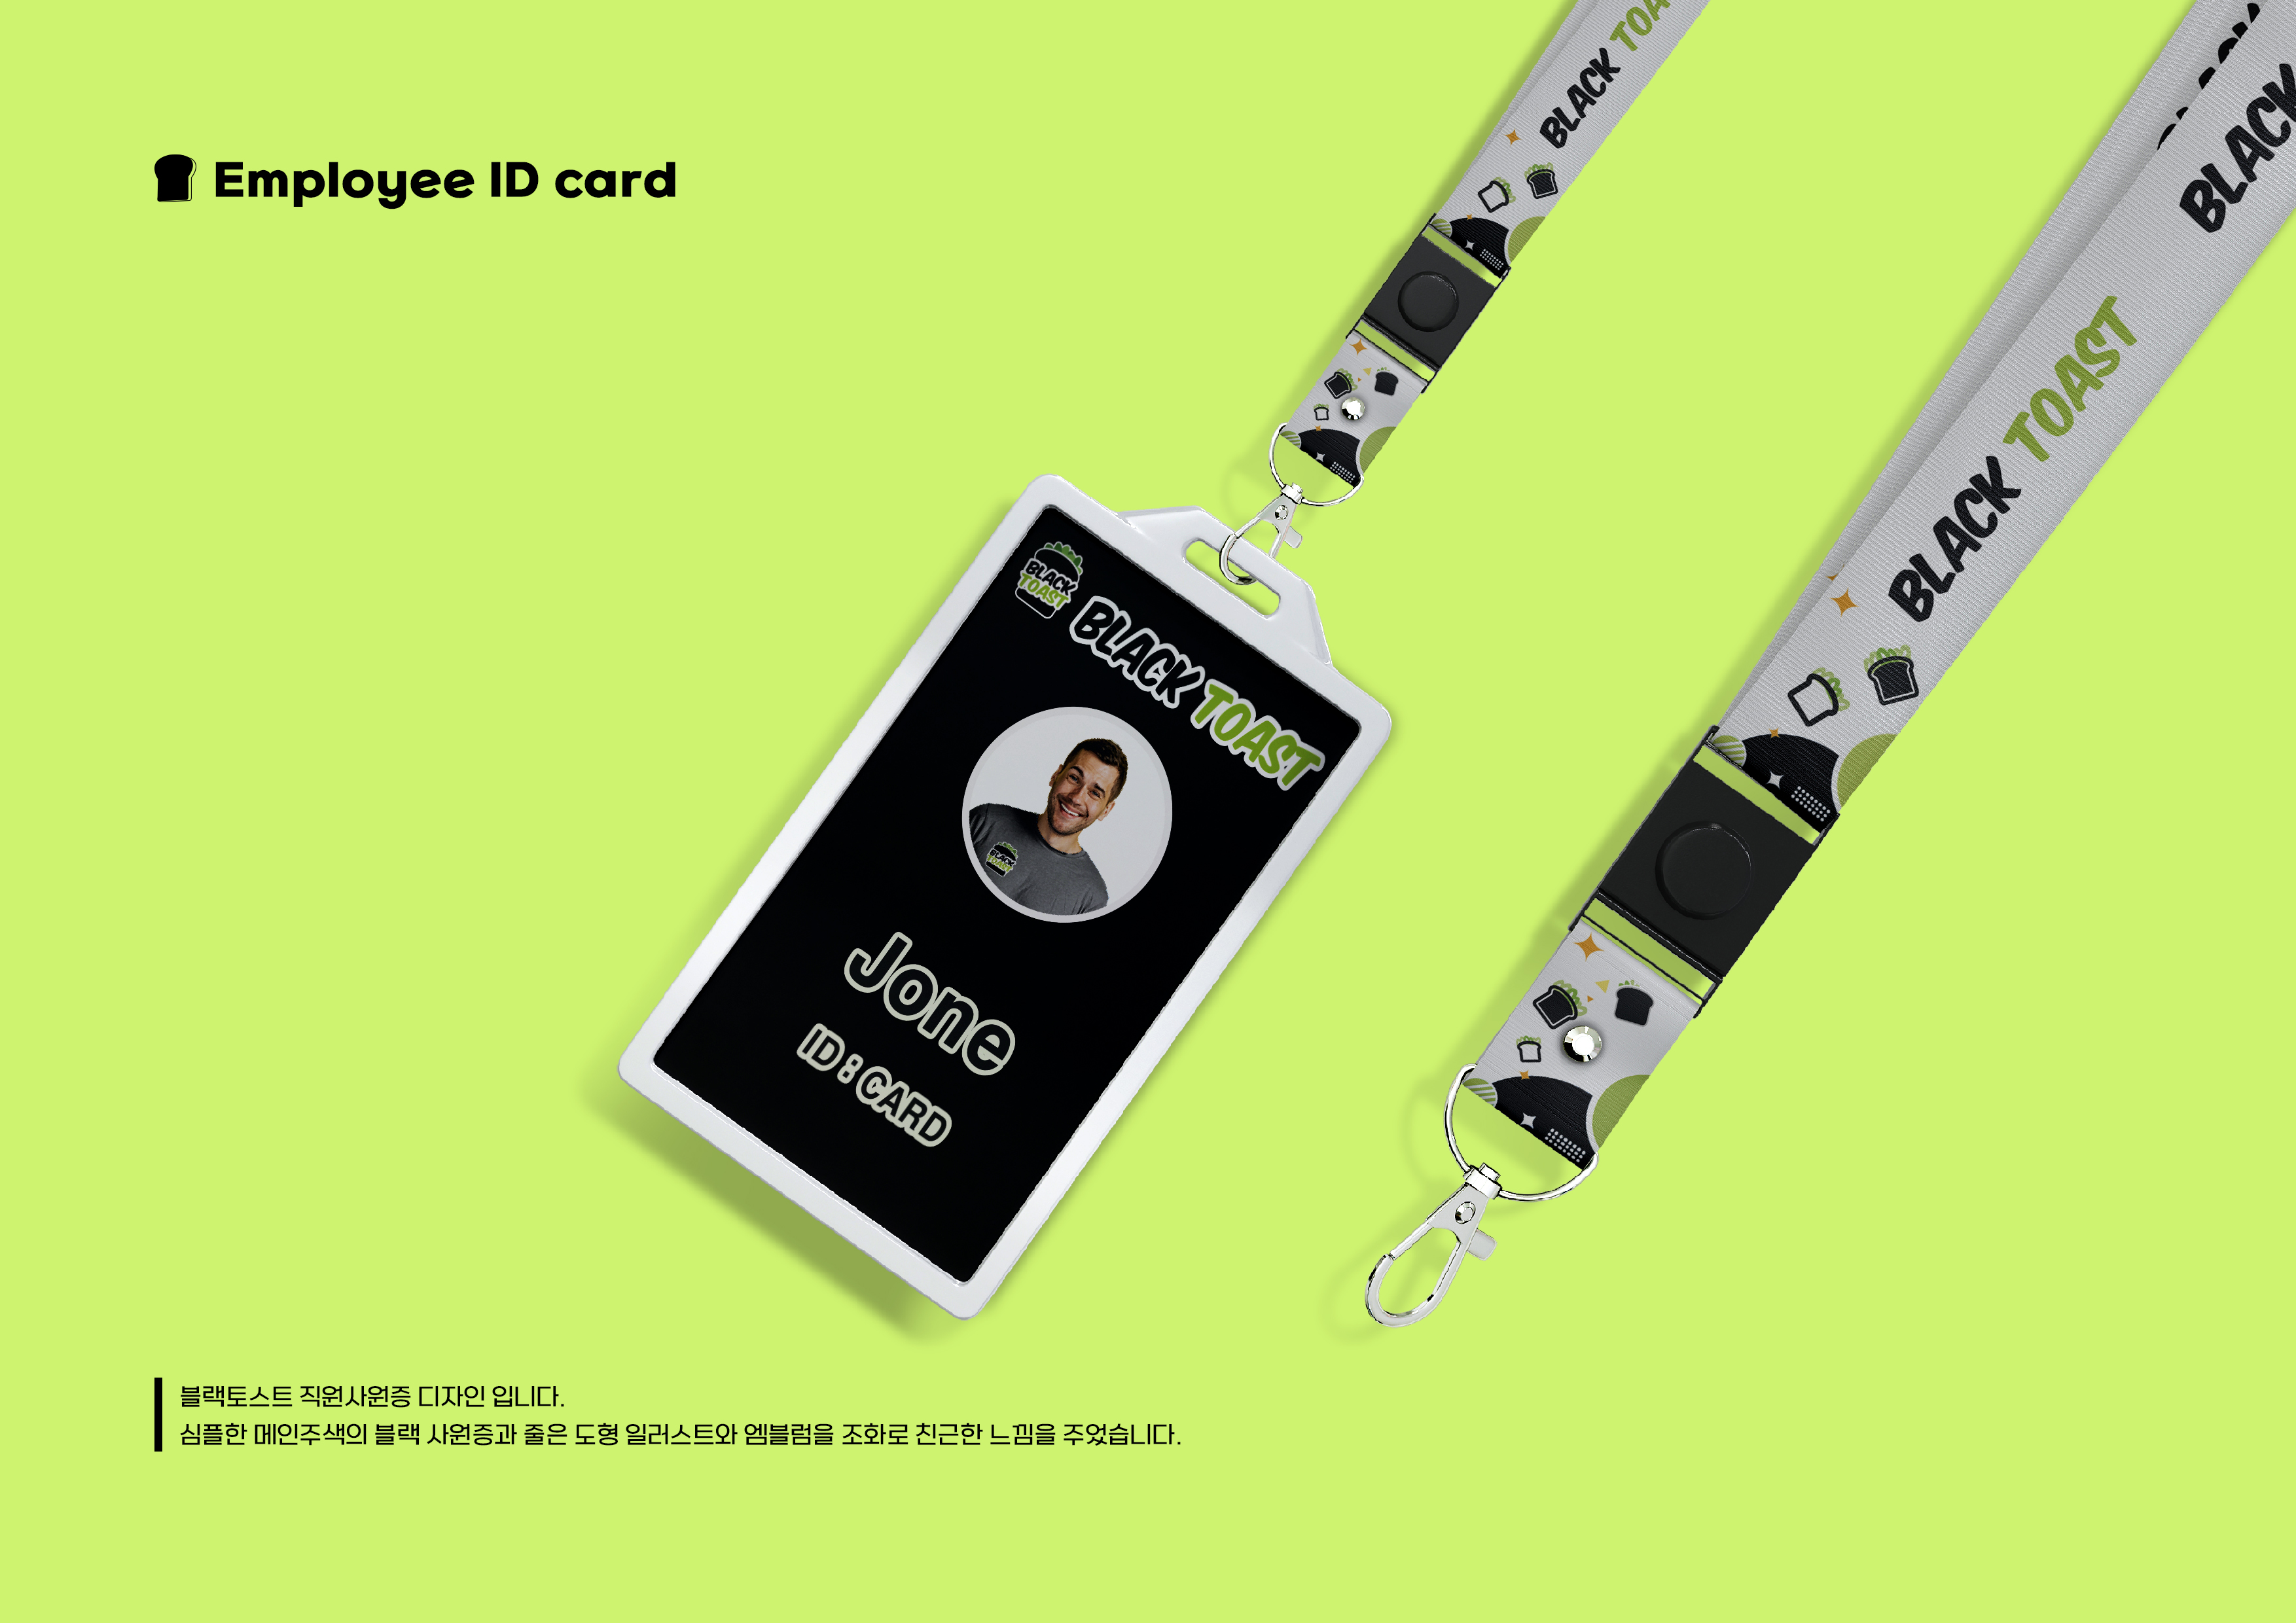 Employee ID card
BLACK TOA
BLACK
BLACK TOAST
BLACK
TOAST
BLACK TOAST
BLACK
TOAST
Jone
ID : CARD
블랙토스트 직원사원증 디자인 입니다.
심플한 메인주색의 블랙 사원증과 줄은 도형 일러스트와 엠블럼을 조화로 친근한 느낌을 주었습니다.